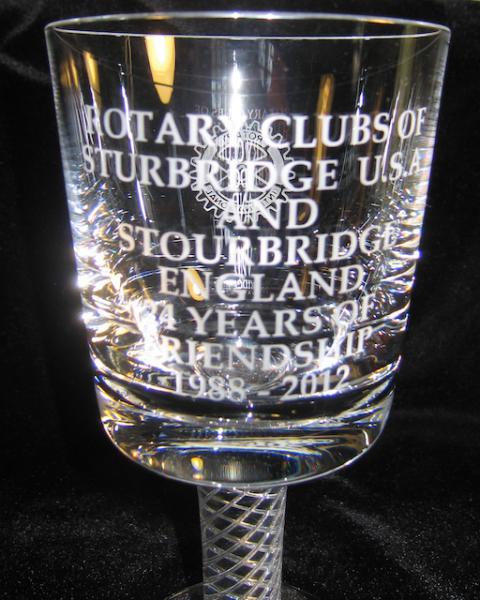 ROTARY CLUBS OF
STURBRIDGE U.S.A
AND
STOURBRIDGE
ENGLAND
24 YEARS OF
FRIENDSHIP
1988 - 2012